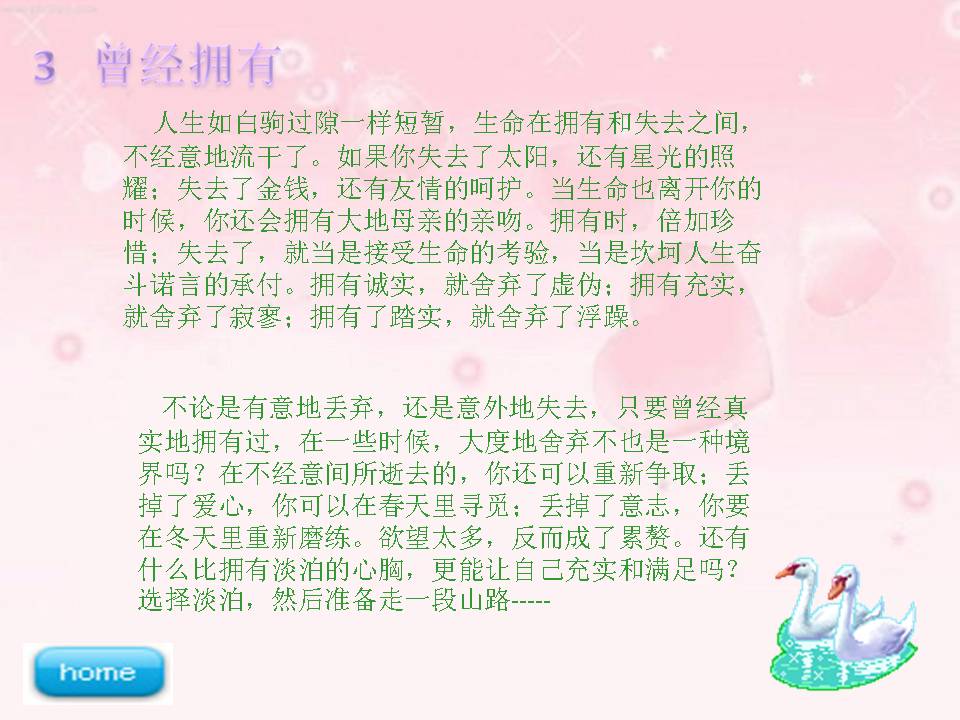 3 曾经拥有
人生如白驹过隙一样短暂，生命在拥有和失去之间，
不经意地流干了。如果你失去了太阳，还有星光的照
耀；失去了金钱，还有友情的呵护。当生命也离开你的
时候，你还会拥有大地母亲的亲吻。拥有时，倍加珍
惜；失去了，就当是接受生命的考验，当是坎坷人生奋
斗诺言的承付。拥有诚实，就舍弃了虚伪；拥有充实，
就舍弃了寂寥；拥有了踏实，就舍弃了浮躁。
不论是有意地丢弃，还是意外地失去，只要曾经真
实地拥有过，在一些时候，大度地舍弃不也是一种境
界吗？在不经意间所逝去的，你还可以重新争取；丢
掉了爱心，你可以在春天里寻觅；丢掉了意志，你要
在冬天里重新磨练。欲望太多，反而成了累赘。还有
什么比拥有淡泊的心胸，更能让自己充实和满足吗？
选择淡泊，然后准备走一段山路-----
home